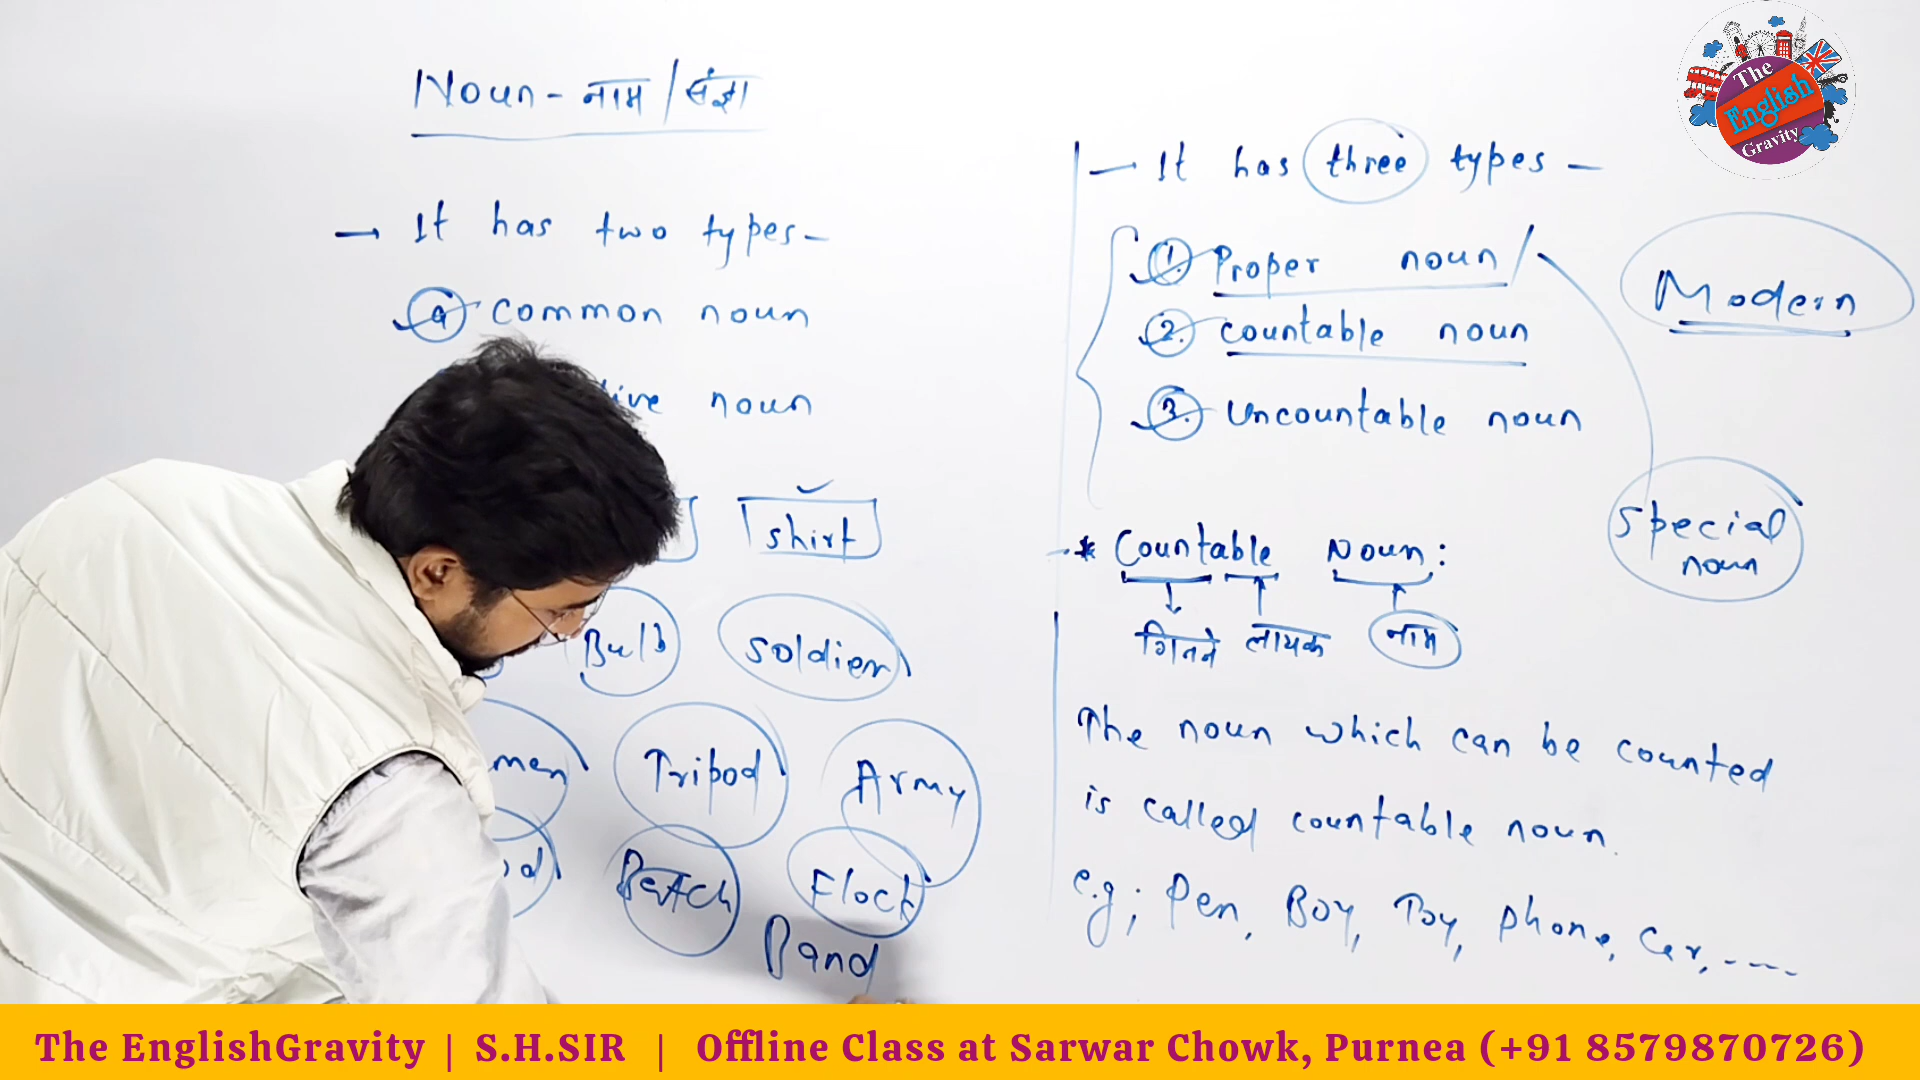 Noun - नाम / संज्ञा
→ It has two types -
a common noun
noun
shirt
Bulb
soldier
men
Tripod
Army
Batch
Flock
Band
→ It has three types -
1. Proper noun /
2. countable noun
3. Uncountable noun
Modern
special
noun
* Countable Noun:
गिनने लायक नाम
The noun which can be counted
is called countable noun.
e.g; Pen, Boy, Toy, phone, Car, ----
The
English
Gravity
The EnglishGravity | S.H.SIR | Offline Class at Sarwar Chowk, Purnea (+91 8579870726)